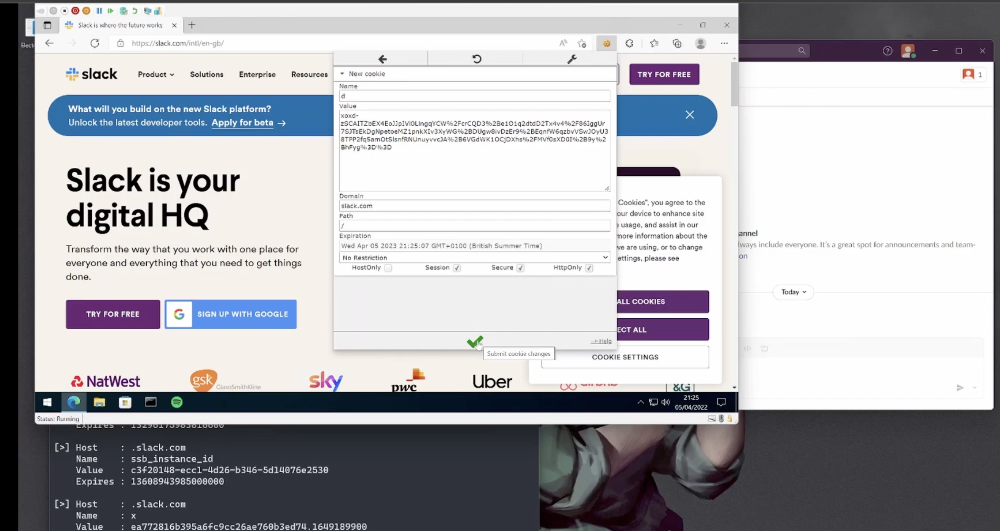 Slack is where the future works
Electr
https://slack.com/intl/en-gb/
slack
Product
Solutions
Enterprise
Resources
TRY FOR FREE
What will you build on the new Slack platform?
Unlock the latest developer tools. Apply for beta →
Slack is your
digital HQ
Transform the way that you work with one place for
everyone and everything that you need to get things
done.
TRY FOR FREE
G SIGN UP WITH GOOGLE
NatWest
gsk GlaxoSmithKline
sky
pwc
Uber
airbnb
&G
New cookie
Name
d
Value
xoxd-
zSCAITZbEX4EoJJpIVl0LIngqYCW%2FcrCQD3%2Be1O1q2dtdD2Tx4v4%2F86IggUr
7SJTsEkDgNpetoeMZ1pnkXIv3XyWG%2BDUgw8ivDzEr9%2BEqnfW6qzbvVSwJOyU3
8TPP2fq5amOtSlsnfRNUnuyvvcJA%2B6VGdWK1OCjDXhs%2FMVf0sXD0I%2B9y%2
BhFyg%3D%3D
Domain
slack.com
Path
/
Expiration
Wed Apr 05 2023 21:25:07 GMT+0100 (British Summer Time)
No Restriction
HostOnly Session Secure HttpOnly
--> Help
Submit cookie changes
Cookies”, you agree to the
our device to enhance site
usage, and assist in our
more information about the
we are using, or to change
ettings, please see
ALL COOKIES
ECT ALL
COOKIE SETTINGS
21:25
05/04/2022
Status: Running
1
annel
lways include everyone. It’s a great spot for announcements and team-
on
Today
Expires : 13296175985816600
[>] Host : .slack.com
Name : ssb_instance_id
Value : c3f20148-ecc1-4d26-b346-5d14076e2530
Expires : 13608943985000000
[>] Host : .slack.com
Name : x
Value : ea772816b395a6fc9cc26ae760b3ed74.1649189900